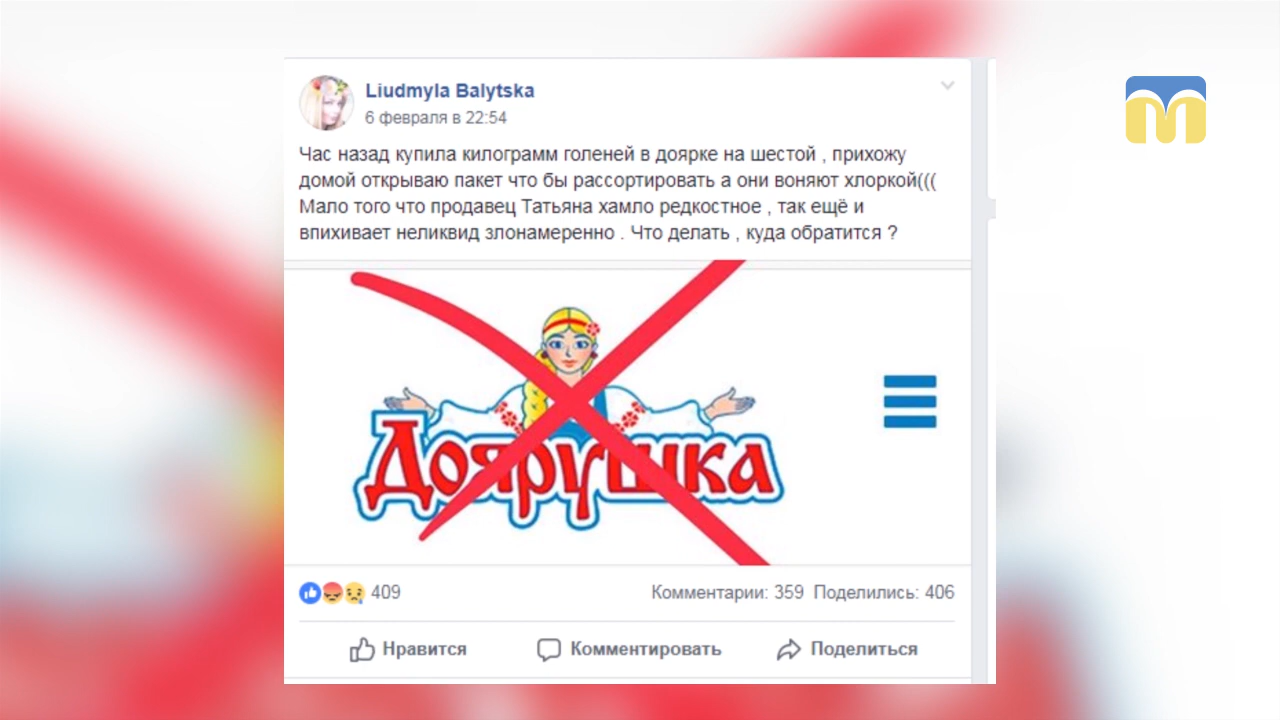 Liudmyla Balytska
6 февраля в 22:54
Час назад купила килограмм голеней в доярке на шестой , прихожу
домой открываю пакет что бы рассортировать а они воняют хлоркой(((
Мало того что продавец Татьяна хамло редкостное , так ещё и
впихивает неликвид злонамеренно . Что делать , куда обратится ?
Доярушка
409
Комментарии: 359 Поделились: 406
Нравится
Комментировать
Поделиться